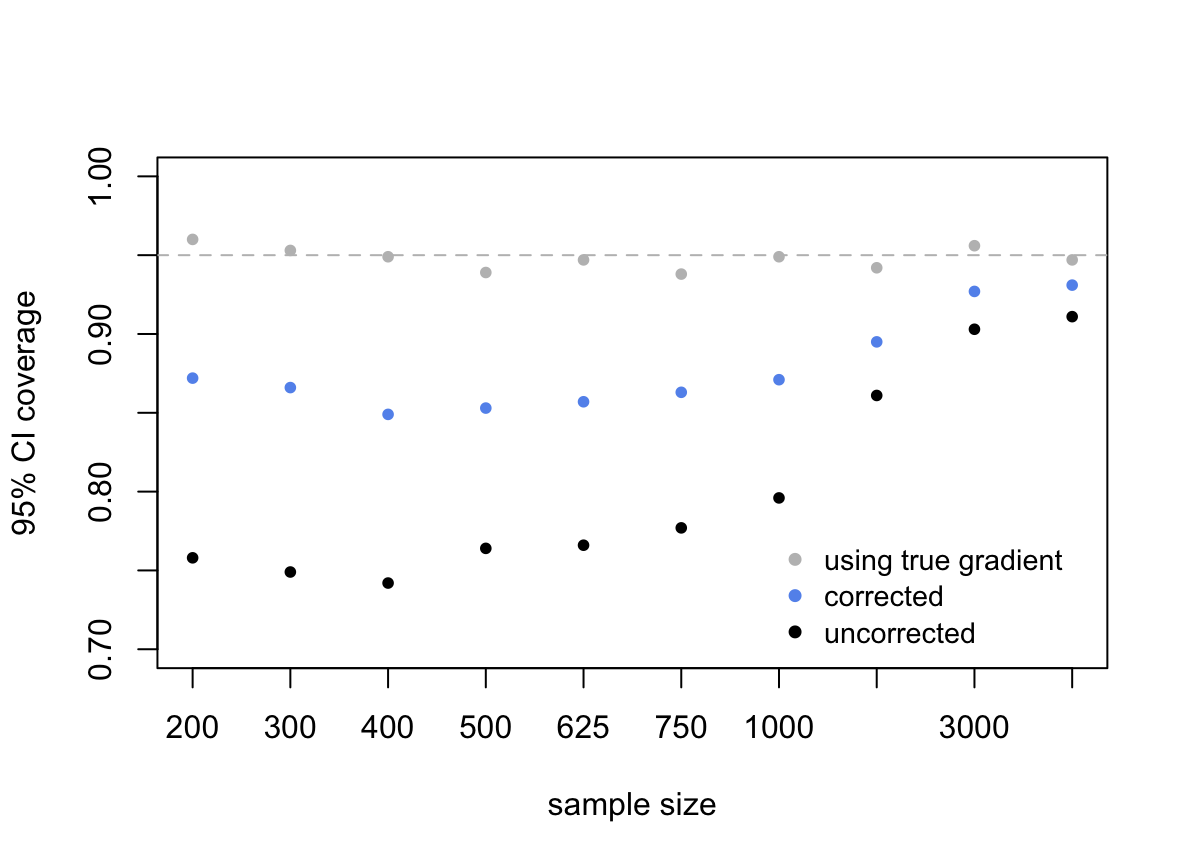 1.00
0.90
0.80
0.70
95% CI coverage
using true gradient
corrected
uncorrected
200 300 400 500 625 750 1000 3000
sample size